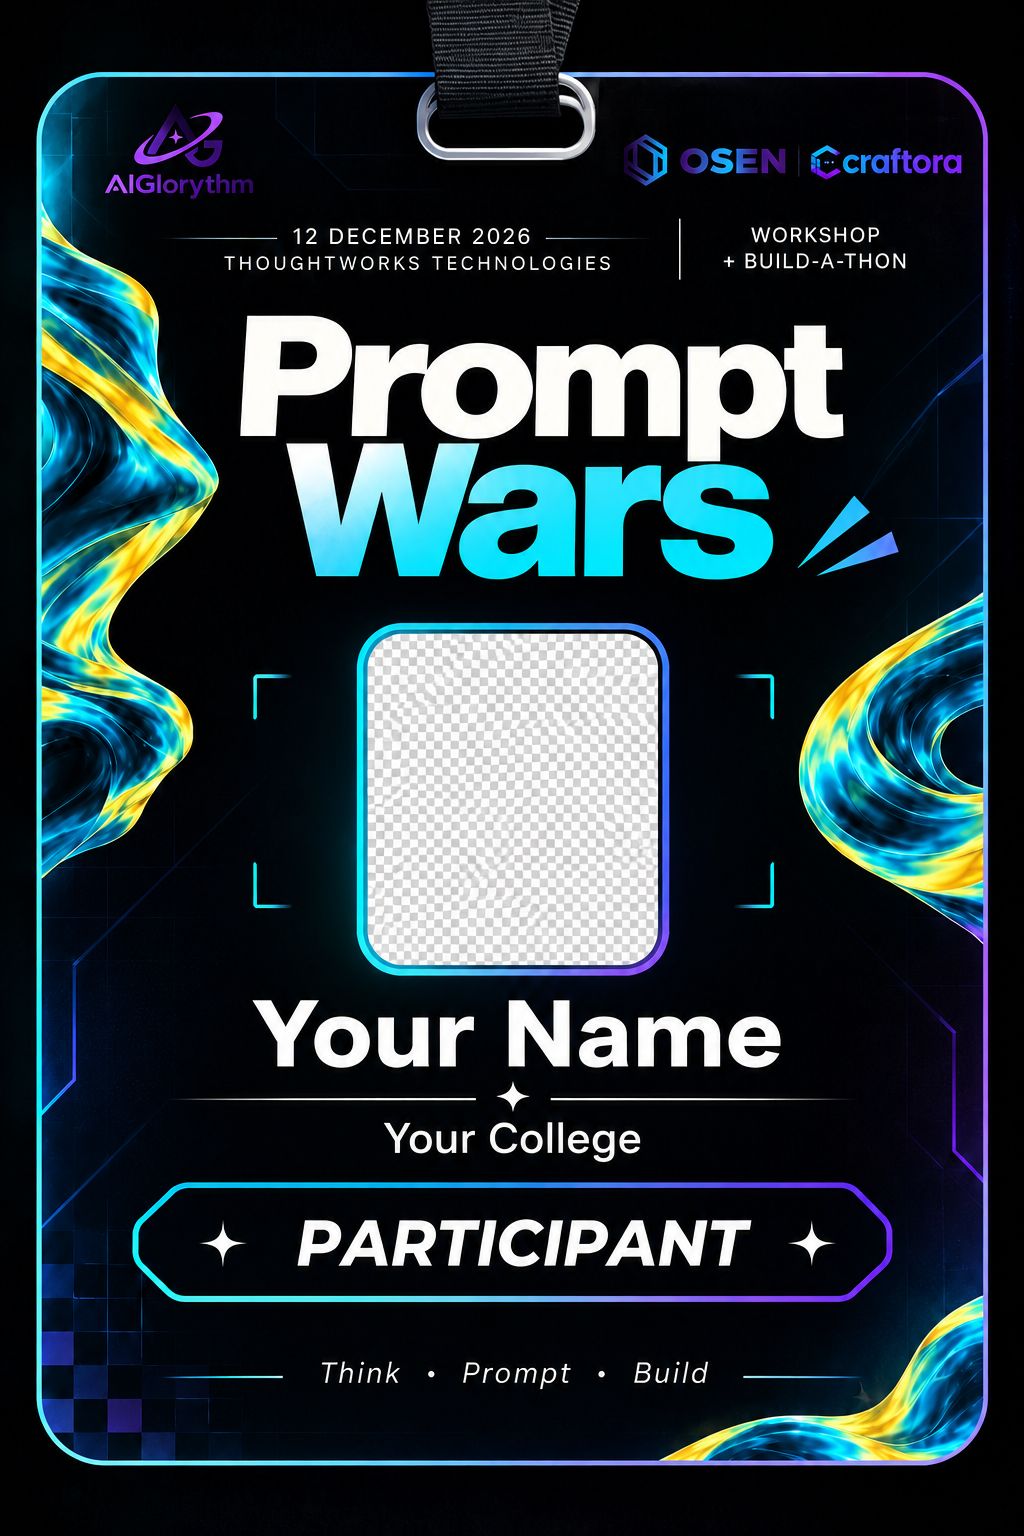 AIGlorythm
OSEN | craftora
12 DECEMBER 2026
THOUGHTWORKS TECHNOLOGIES
WORKSHOP
+ BUILD-A-THON
Prompt
Wars
Your Name
Your College
PARTICIPANT
Think • Prompt • Build